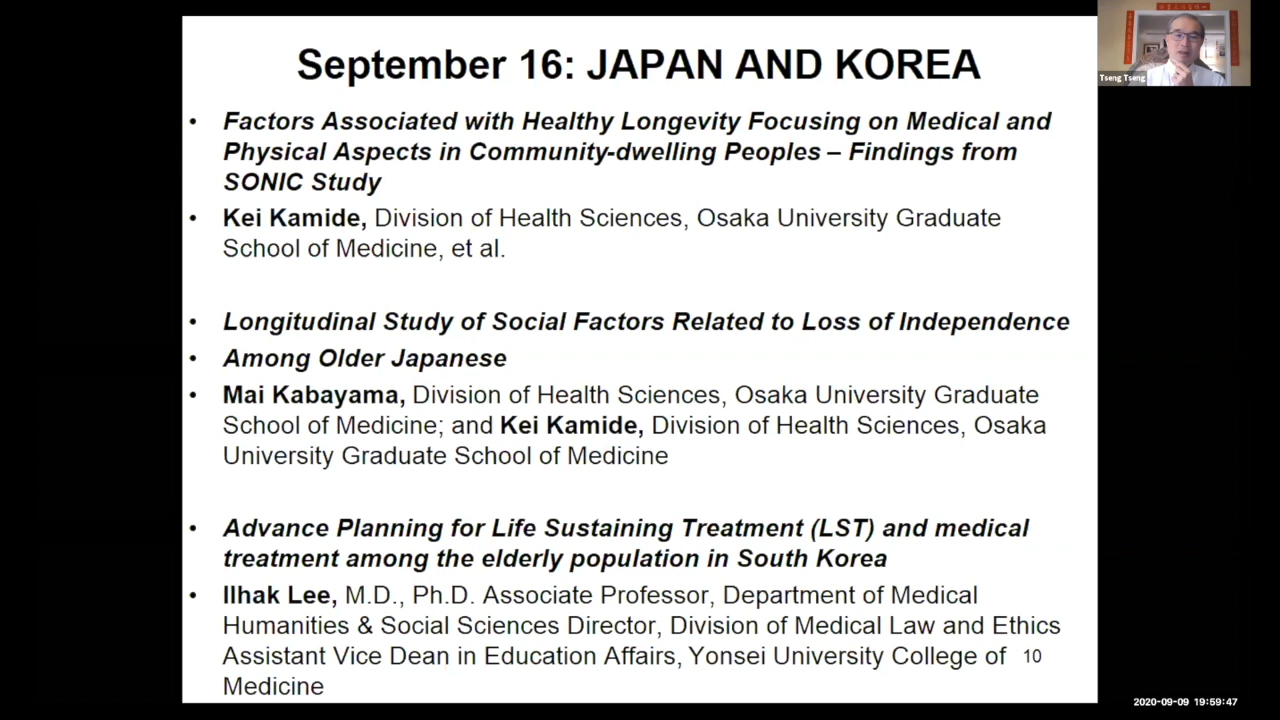 September 16: JAPAN AND KOREA
• Factors Associated with Healthy Longevity Focusing on Medical and
Physical Aspects in Community-dwelling Peoples – Findings from
SONIC Study
• Kei Kamide, Division of Health Sciences, Osaka University Graduate
School of Medicine, et al.
• Longitudinal Study of Social Factors Related to Loss of Independence
• Among Older Japanese
• Mai Kabayama, Division of Health Sciences, Osaka University Graduate
School of Medicine; and Kei Kamide, Division of Health Sciences, Osaka
University Graduate School of Medicine
• Advance Planning for Life Sustaining Treatment (LST) and medical
treatment among the elderly population in South Korea
• Ilhak Lee, M.D., Ph.D. Associate Professor, Department of Medical
Humanities & Social Sciences Director, Division of Medical Law and Ethics
Assistant Vice Dean in Education Affairs, Yonsei University College of
Medicine
10
Tseng Tseng
2020-09-09 19:59:47